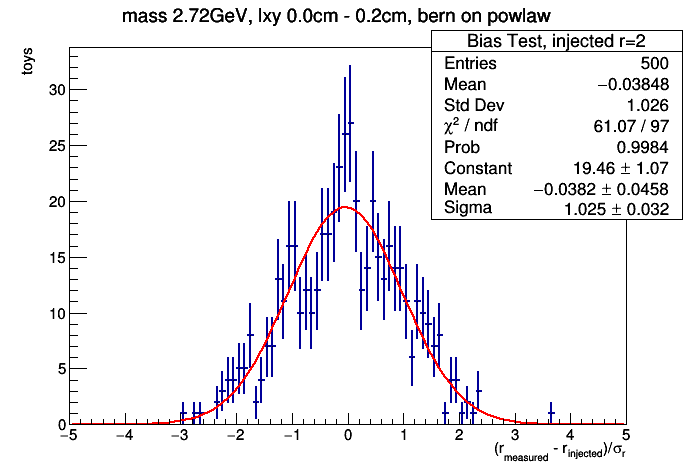 mass 2.72GeV, lxy 0.0cm - 0.2cm, bern on powlaw
toys
Bias Test, injected r=2
Entries 500
Mean −0.03848
Std Dev 1.026
χ² / ndf 61.07 / 97
Prob 0.9984
Constant 19.46 ± 1.07
Mean −0.0382 ± 0.0458
Sigma 1.025 ± 0.032
30
25
20
15
10
5
0
−5 −4 −3 −2 −1 0 1 2 3 4 5
(r_measured - r_injected)/σ_r